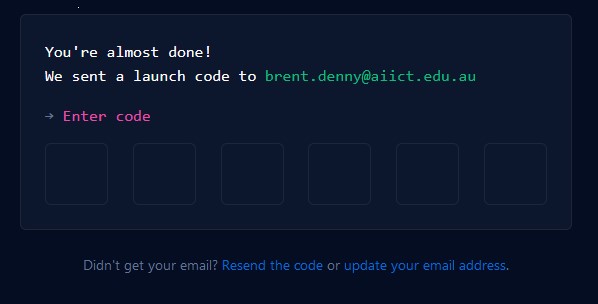 You're almost done!
We sent a launch code to brent.denny@aiict.edu.au
→ Enter code
Didn't get your email? Resend the code or update your email address.